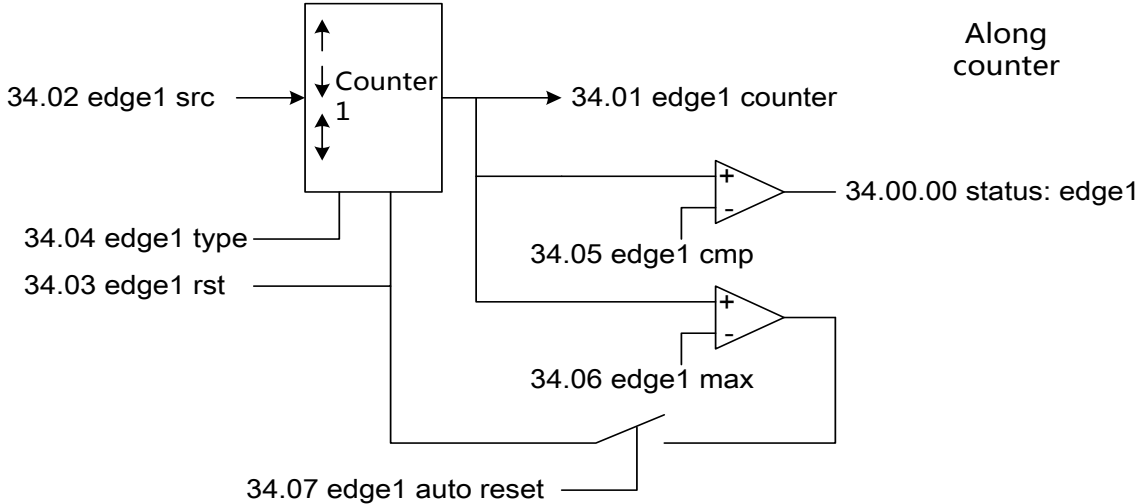 Along
counter
Counter
1
34.02 edge1 src
34.01 edge1 counter
+
-
34.00.00 status: edge1
34.04 edge1 type
34.05 edge1 cmp
34.03 edge1 rst
+
-
34.06 edge1 max
34.07 edge1 auto reset